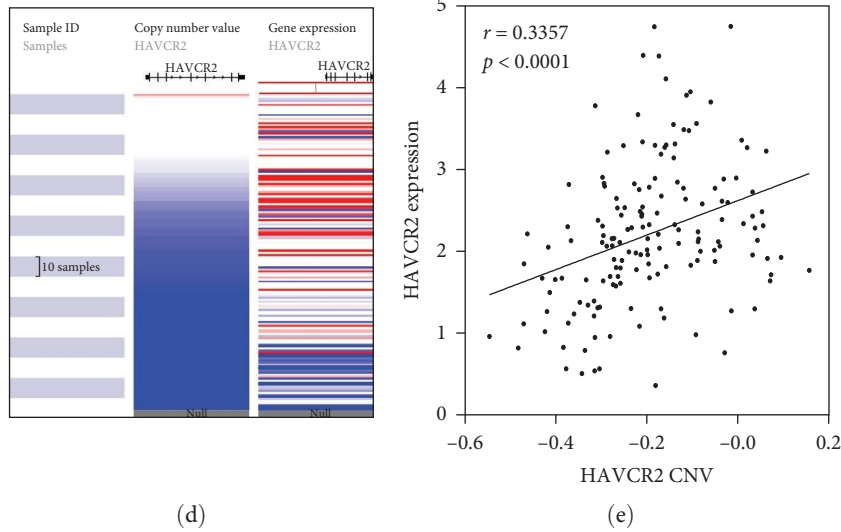 Sample ID
Samples
Copy number value
HAVCR2
HAVCR2
Gene expression
HAVCR2
HAVCR2
10 samples
Null
Null
(d)
5
4
3
2
1
0
HAVCR2 expression
r = 0.3357
p < 0.0001
−0.6
−0.4
−0.2
−0.0
0.2
HAVCR2 CNV
(e)